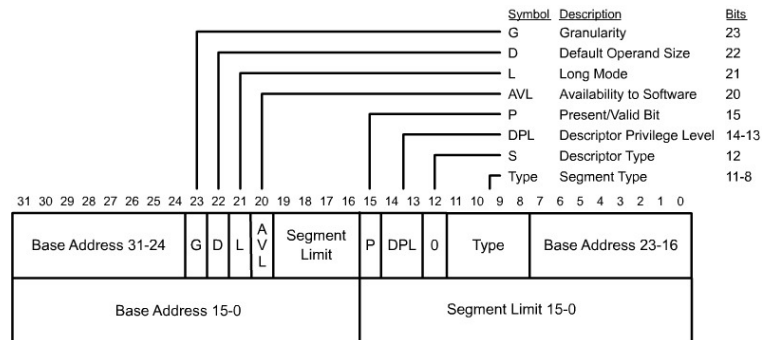 Symbol Description Bits
G Granularity 23
D Default Operand Size 22
L Long Mode 21
AVL Availability to Software 20
P Present/Valid Bit 15
DPL Descriptor Privilege Level 14-13
S Descriptor Type 12
Type Segment Type 11-8
31 30 29 28 27 26 25 24 23 22 21 20 19 18 17 16 15 14 13 12 11 10 9 8 7 6 5 4 3 2 1 0
Base Address 31-24 G D L AVL Segment Limit P DPL 0 Type Base Address 23-16
Base Address 15-0 Segment Limit 15-0